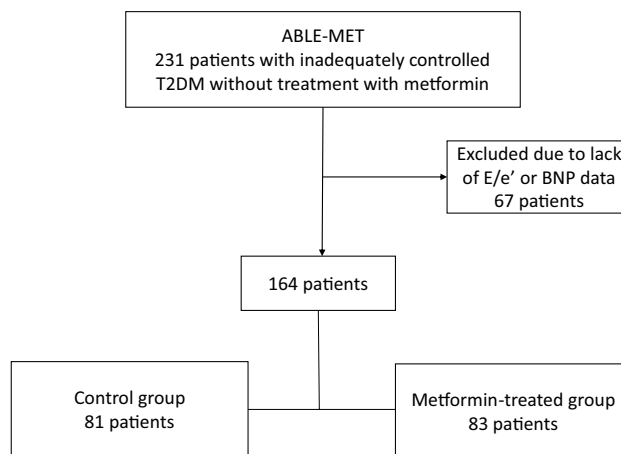 ABLE-MET
231 patients with inadequately controlled
T2DM without treatment with metformin
Excluded due to lack
of E/e’ or BNP data
67 patients
164 patients
Control group
81 patients
Metformin-treated group
83 patients